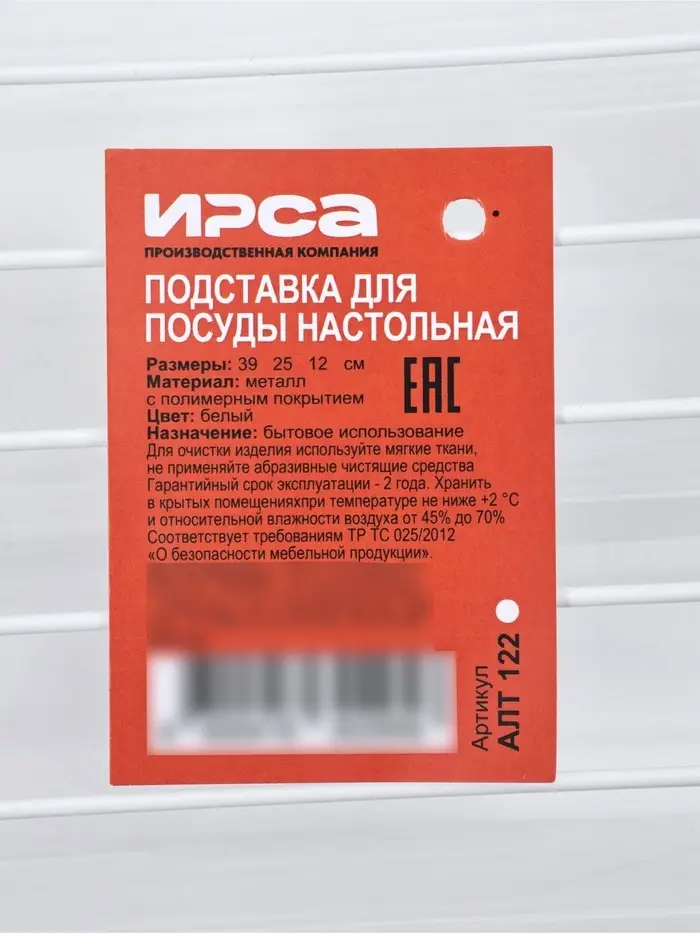 ИРСА
ПРОИЗВОДСТВЕННАЯ КОМПАНИЯ
ПОДСТАВКА ДЛЯ
ПОСУДЫ НАСТОЛЬНАЯ
Размеры: 39 25 12 см
Материал: металл
с полимерным покрытием
Цвет: белый
Назначение: бытовое использование
EAC
Для очистки изделия используйте мягкие ткани,
не применяйте абразивные чистящие средства
Гарантийный срок эксплуатации - 2 года. Хранить
в крытых помещенияхпри температуре не ниже +2 °С
и относительной влажности воздуха от 45% до 70%
Соответствует требованиям ТР ТС 025/2012
«О безопасности мебельной продукции».
Артикул
АЛТ 122